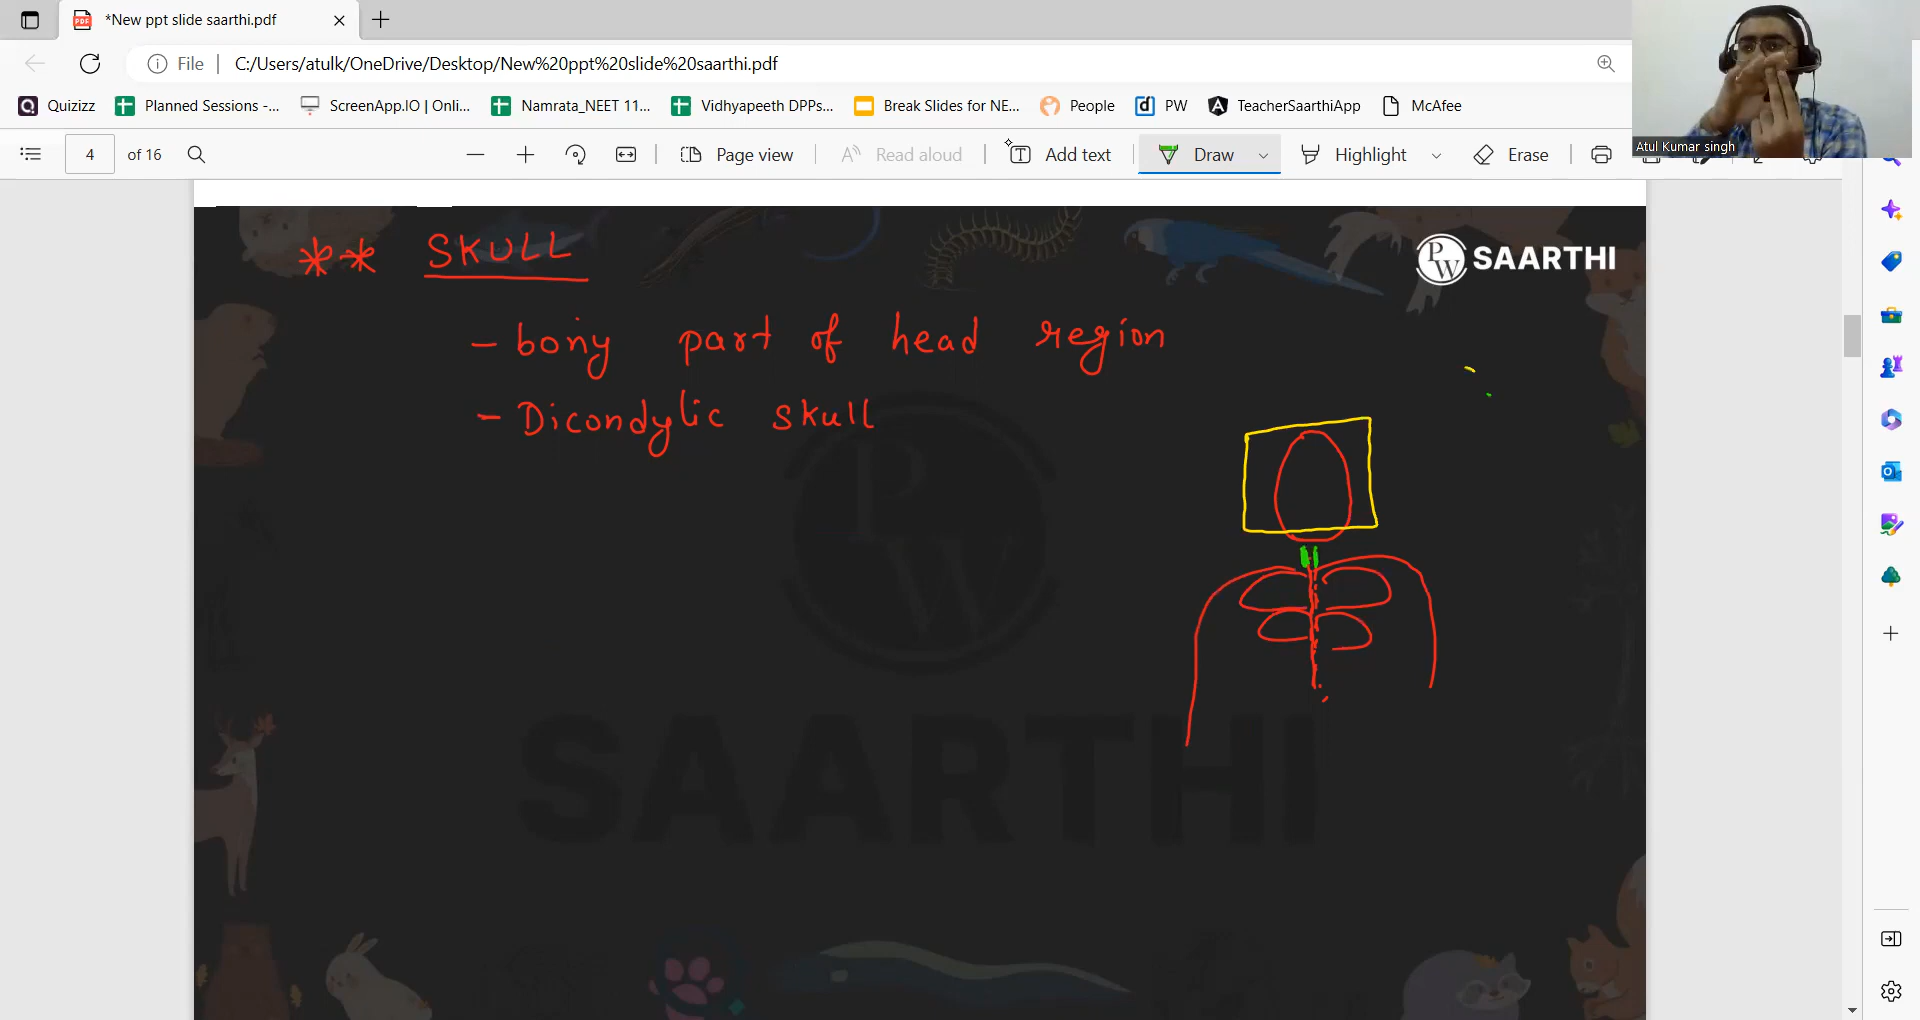 *New ppt slide saarthi.pdf
File C:/Users/atulk/OneDrive/Desktop/New%20ppt%20slide%20saarthi.pdf
Quizizz Planned Sessions -... ScreenApp.IO | Onli... Namrata_NEET 11... Vidhyapeeth DPPs... Break Slides for NE... People PW TeacherSaarthiApp McAfee
4 of 16 Page view Read aloud Add text Draw Highlight Erase
Atul Kumar singh
** SKULL
PW SAARTHI
- bony part of head region
- Dicondylic skull
PW
SAARTHI